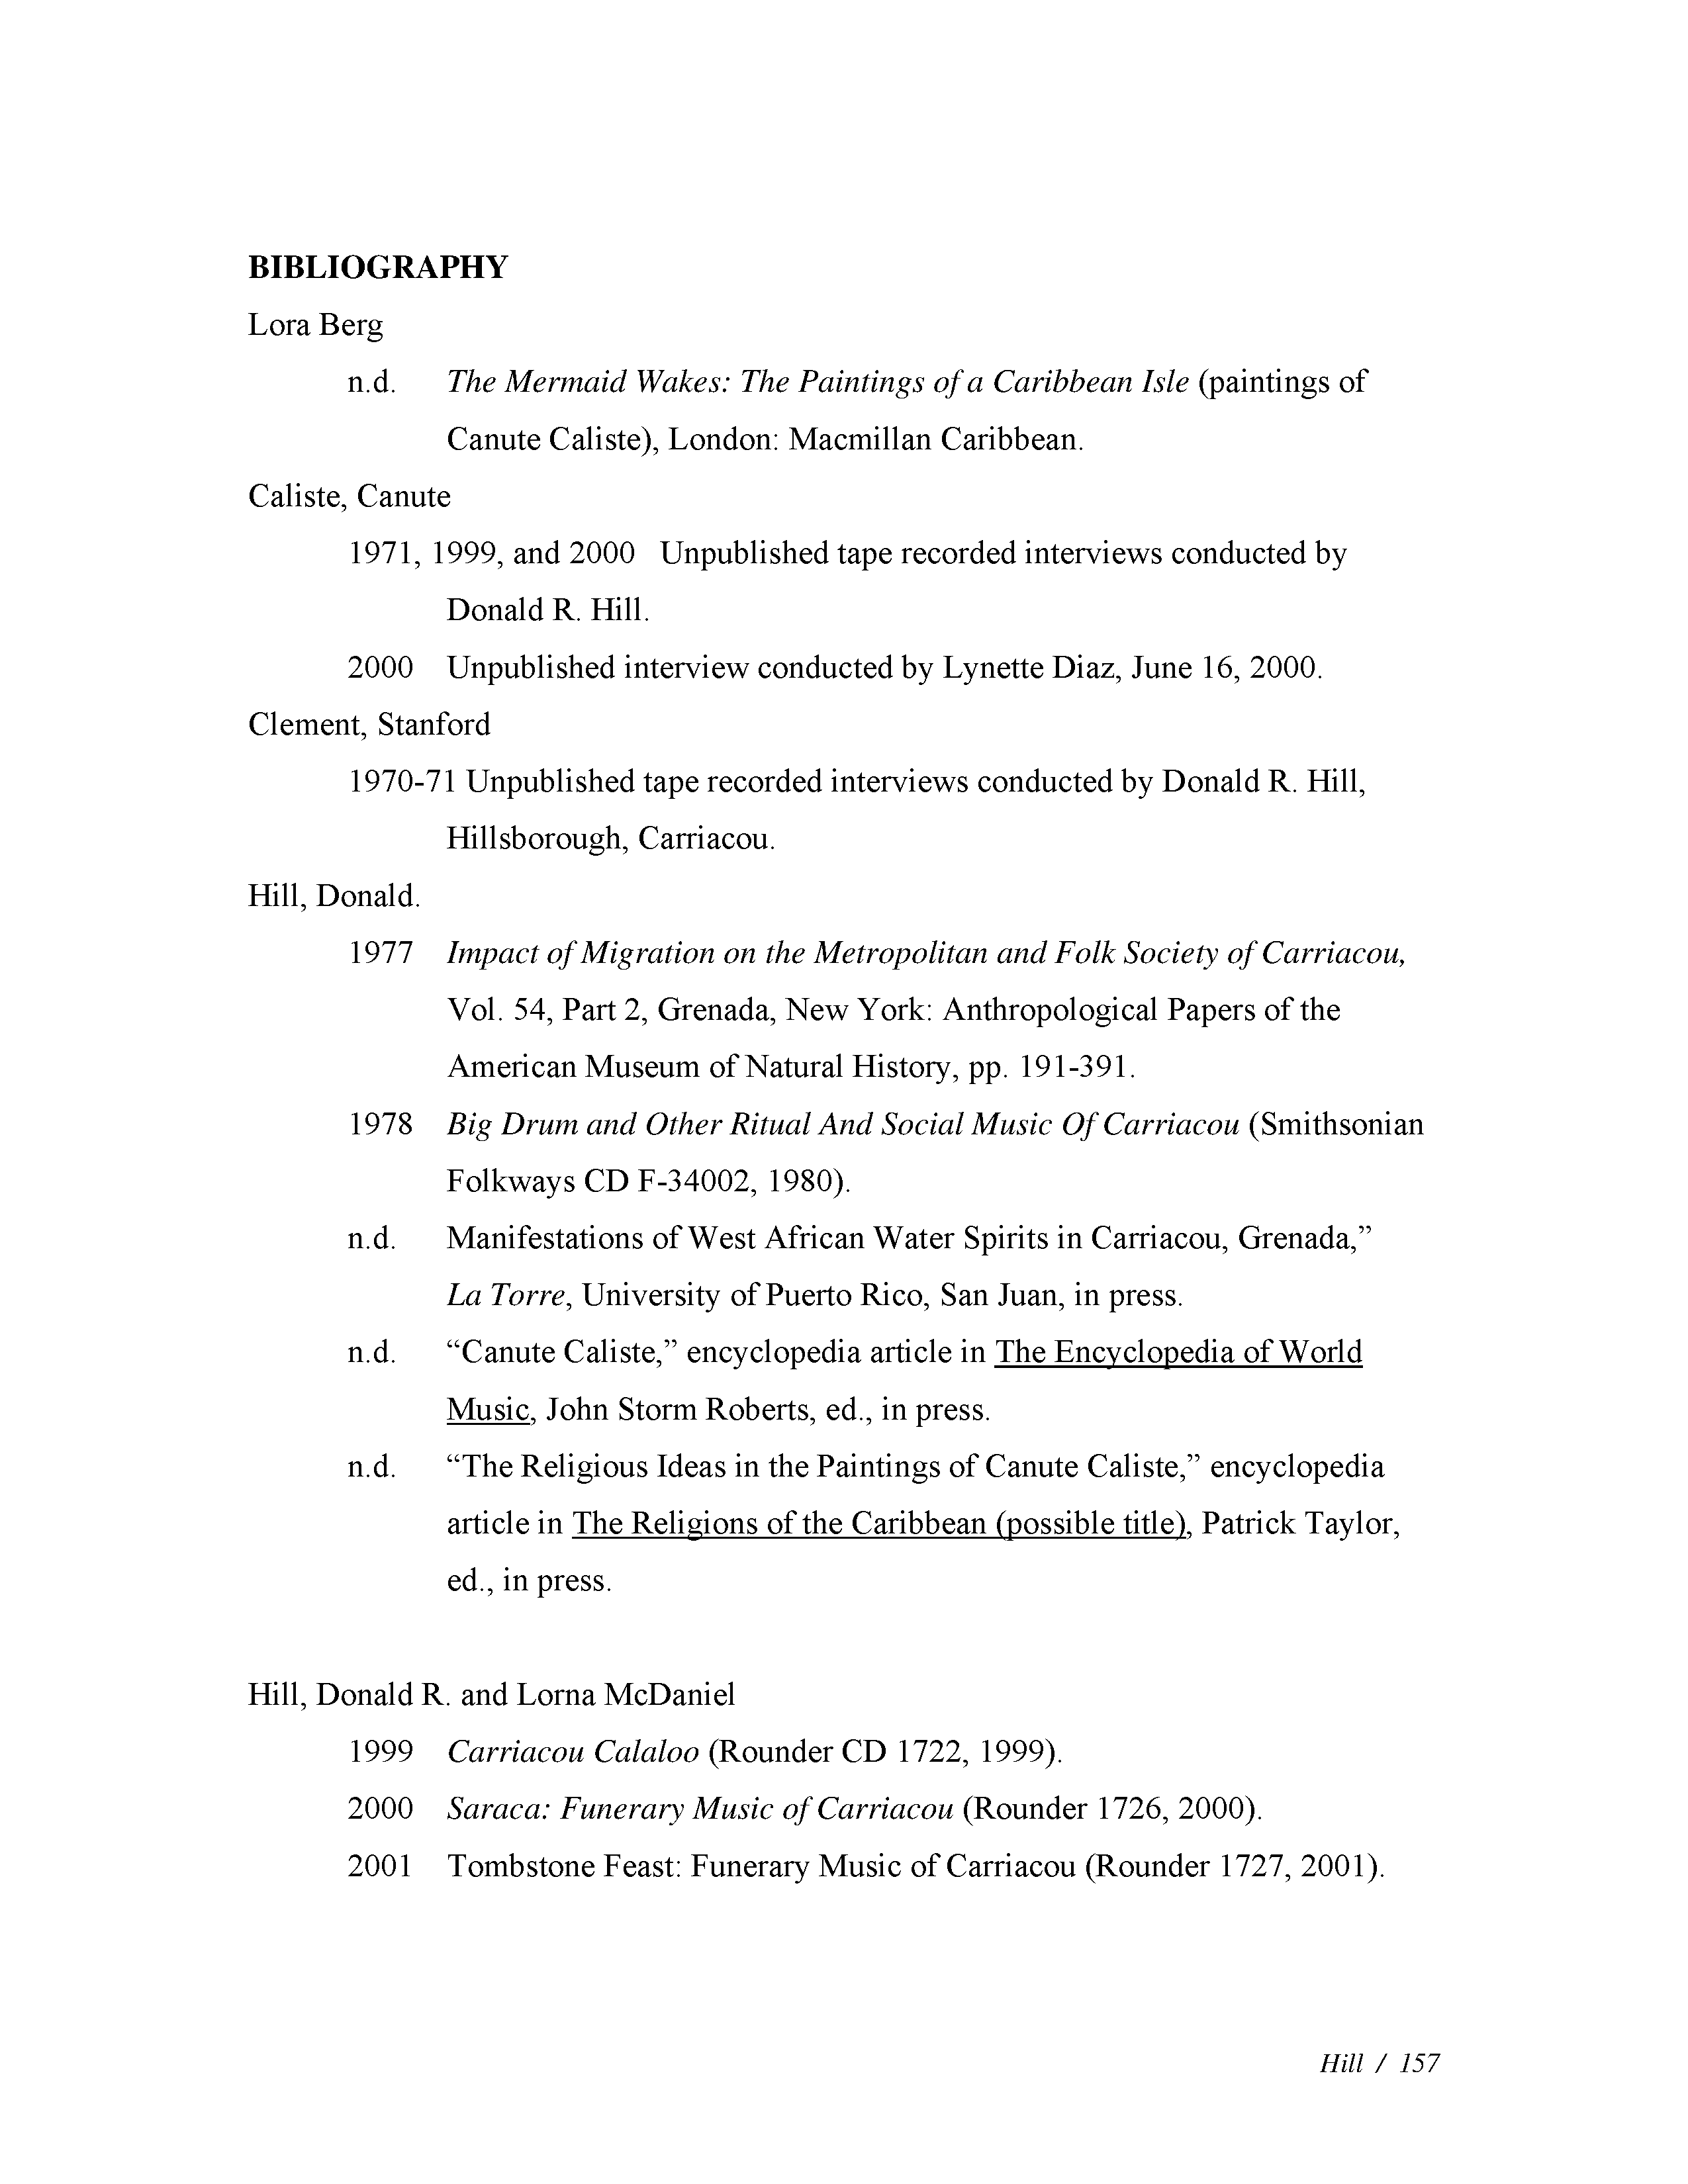 BIBLIOGRAPHY
Lora Berg
n.d. The Mermaid Wakes: The Paintings of a Caribbean Isle (paintings of
Canute Caliste), London: Macmillan Caribbean.
Caliste, Canute
1971, 1999, and 2000 Unpublished tape recorded interviews conducted by
Donald R. Hill.
2000 Unpublished interview conducted by Lynette Diaz, June 16, 2000.
Clement, Stanford
1970-71 Unpublished tape recorded interviews conducted by Donald R. Hill,
Hillsborough, Carriacou.
Hill, Donald.
1977 Impact of Migration on the Metropolitan and Folk Society of Carriacou,
Vol. 54, Part 2, Grenada, New York: Anthropological Papers of the
American Museum of Natural History, pp. 191-391.
1978 Big Drum and Other Ritual And Social Music Of Carriacou (Smithsonian
Folkways CD F-34002, 1980).
n.d. Manifestations of West African Water Spirits in Carriacou, Grenada,”
La Torre, University of Puerto Rico, San Juan, in press.
n.d. “Canute Caliste,” encyclopedia article in The Encyclopedia of World
Music, John Storm Roberts, ed., in press.
n.d. “The Religious Ideas in the Paintings of Canute Caliste,” encyclopedia
article in The Religions of the Caribbean (possible title), Patrick Taylor,
ed., in press.
Hill, Donald R. and Lorna McDaniel
1999 Carriacou Calaloo (Rounder CD 1722, 1999).
2000 Saraca: Funerary Music of Carriacou (Rounder 1726, 2000).
2001 Tombstone Feast: Funerary Music of Carriacou (Rounder 1727, 2001).
Hill / 157